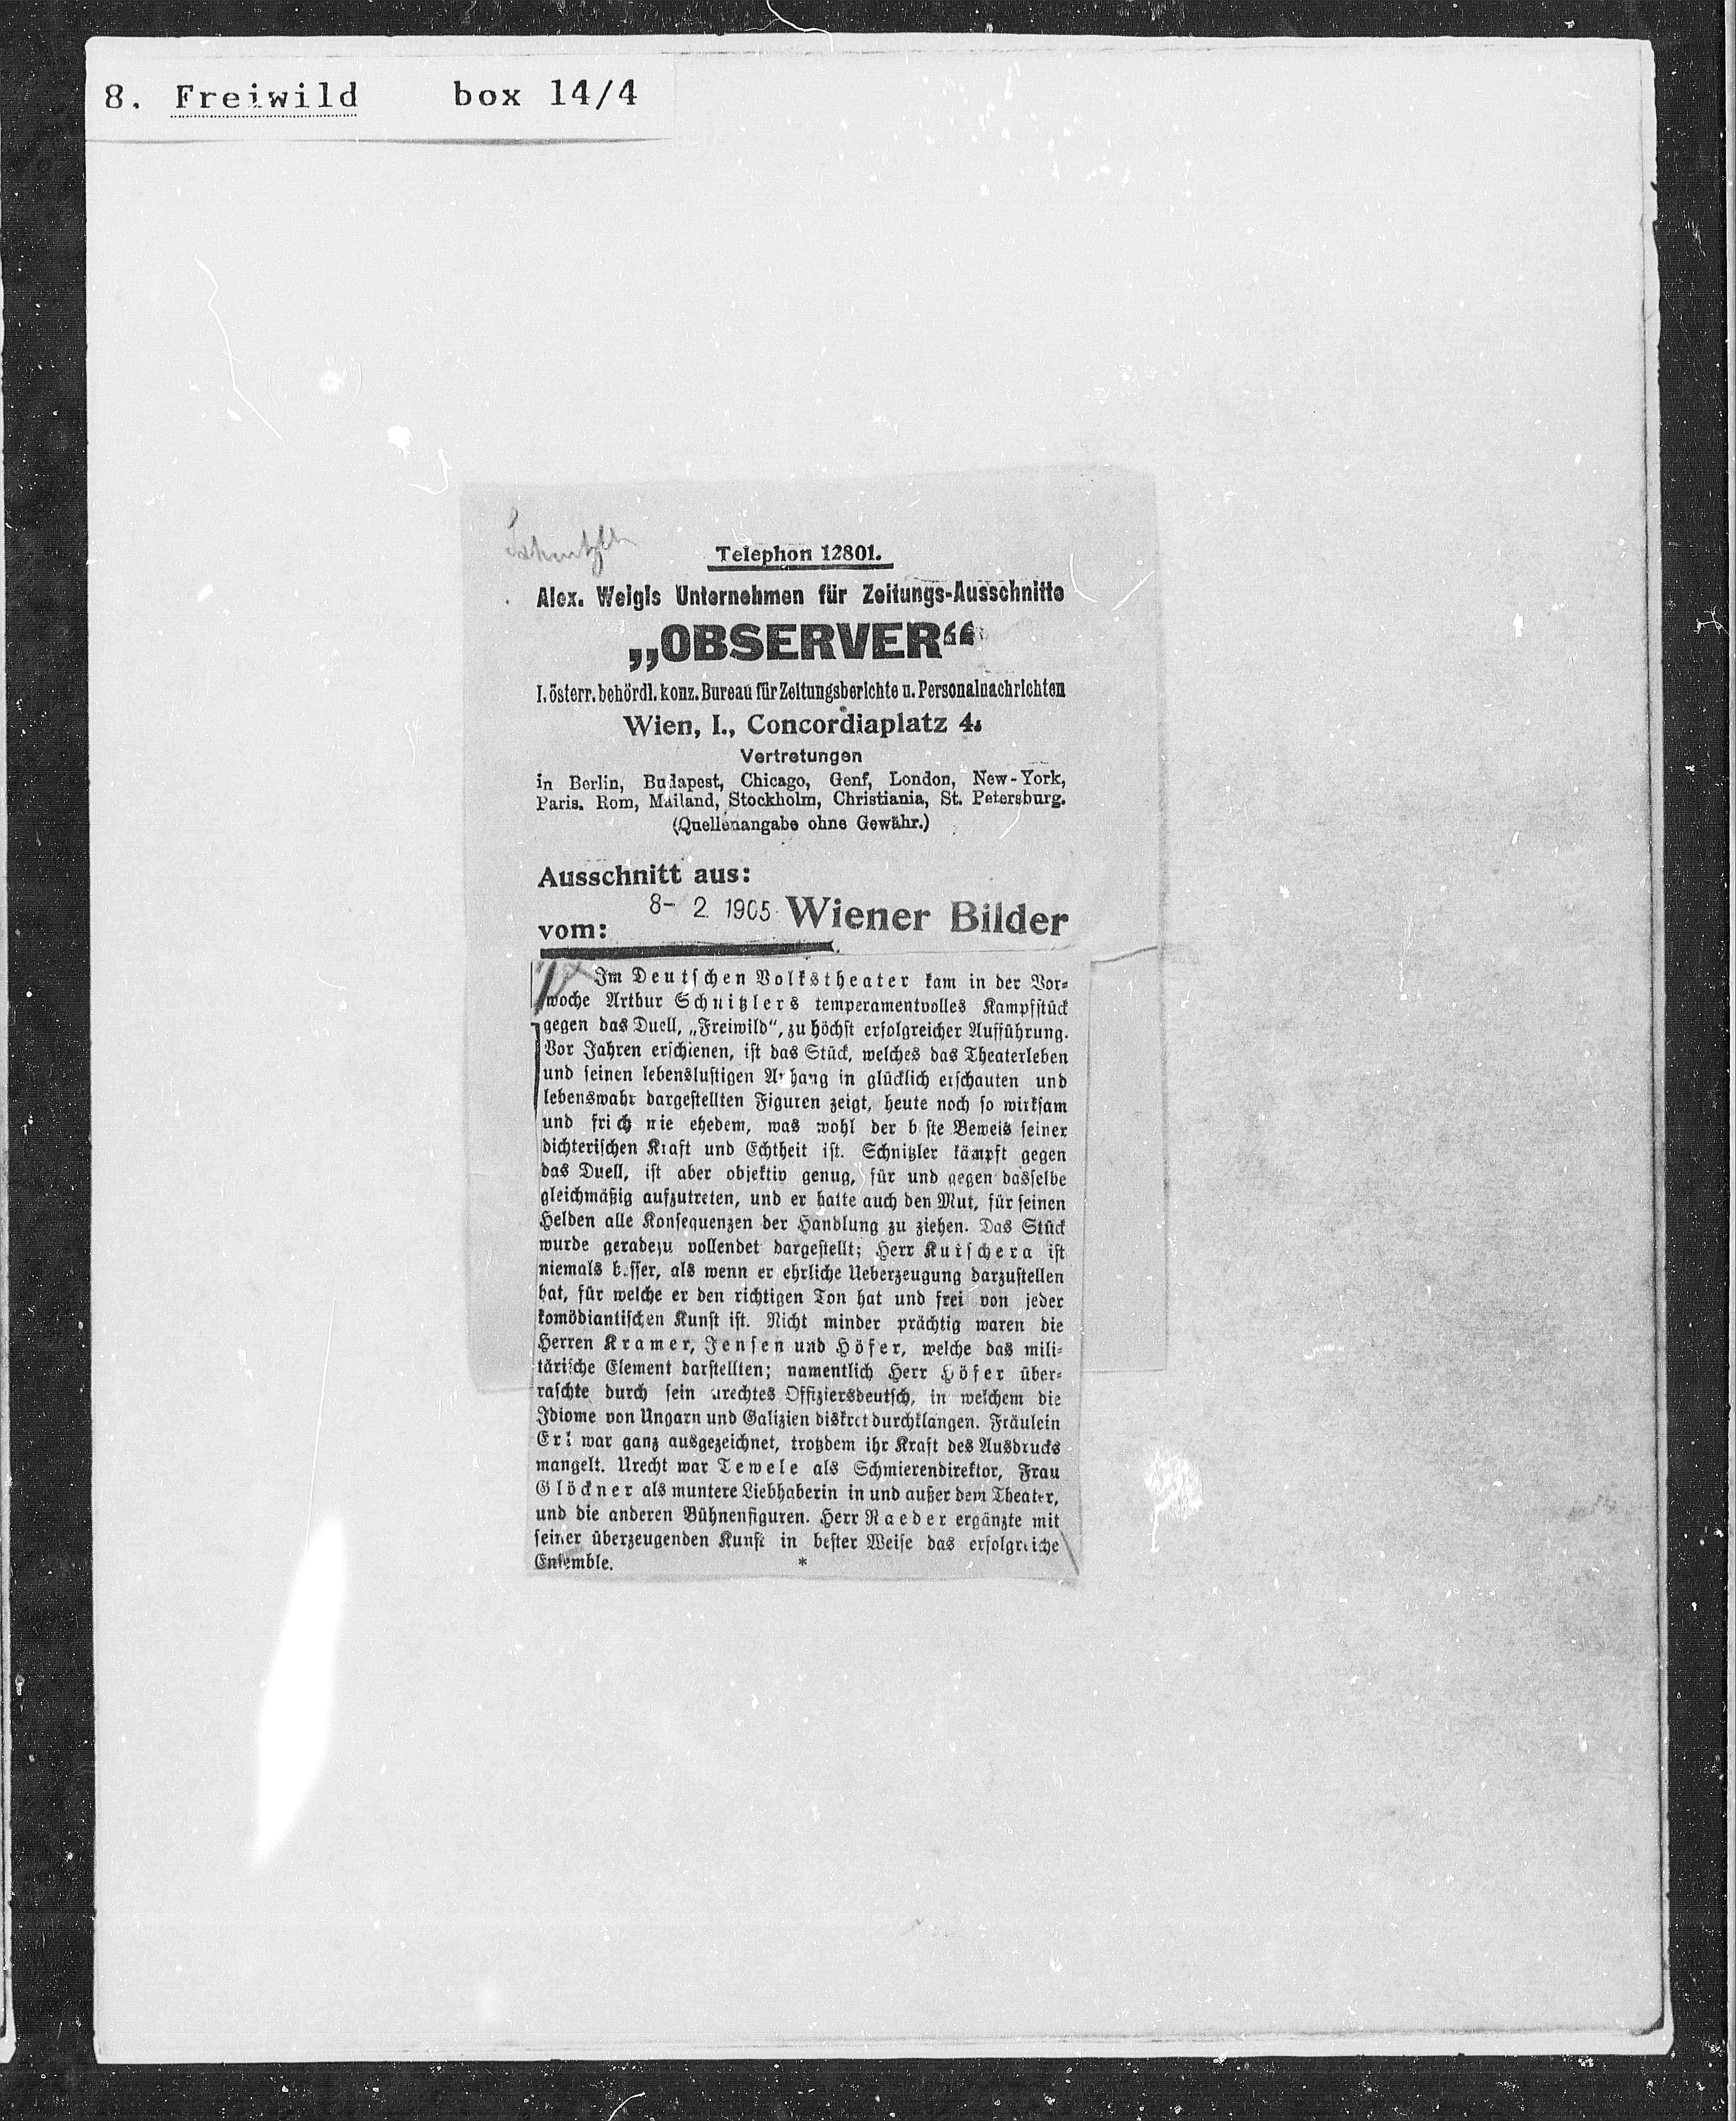 8. Freiwild box 14/4
Schnitzler
Telephon 12801.
Alex. Weigls Unternehmen für Zeitungs-Ausschnitte
„OBSERVER“
I. österr. behördl. konz. Bureau für Zeitungsberichte u. Personalnachrichten
Wien, I., Concordiaplatz 4.
Vertretungen
in Berlin, Budapest, Chicago, Genf, London, New-York,
Paris, Rom, Mailand, Stockholm, Christiania, St. Petersburg.
(Quellenangabe ohne Gewähr.)
Ausschnitt aus:
8- 2. 1905 Wiener Bilder
vom:
Im Deutschen Volkstheater kam in der Vor-
woche Arthur Schnitzlers temperamentvolles Kampfstück
gegen das Duell, „Freiwild“, zu höchst erfolgreicher Aufführung.
Vor Jahren erschienen, ist das Stück, welches das Theaterleben
und seinen lebenslustigen Anhang in glücklich erschauten und
lebenswahr dargestellten Figuren zeigt, heute noch so wirksam
und frisch wie ehedem, was wohl der beste Beweis seiner
dichterischen Kraft und Echtheit ist. Schnitzler kämpft gegen
das Duell, ist aber objektiv genug, für und gegen dasselbe
gleichmäßig aufzutreten, und er hatte auch den Mut, für seinen
Helden alle Konsequenzen der Handlung zu ziehen. Das Stück
wurde geradezu vollendet dargestellt; Herr Kutschera ist
niemals besser, als wenn er ehrliche Ueberzeugung darzustellen
hat, für welche er den richtigen Ton hat und frei von jeder
komödiantischen Kunst ist. Nicht minder prächtig waren die
Herren Kramer, Jensen und Höfer, welche das mili-
tärische Element darstellten; namentlich Herr Höfer über-
raschte durch sein urechtes Offiziersdeutsch, in welchem die
Idiome von Ungarn und Galizien diskret durchklangen. Fräulein
Erl war ganz ausgezeichnet, trotzdem ihr Kraft des Ausdrucks
mangelt. Urecht war Tewele als Schmierendirektor, Frau
Glöckner als muntere Liebhaberin in und außer dem Theater,
und die anderen Bühnenfiguren. Herr Raeder ergänzte mit
seiner überzeugenden Kunst in bester Weise das erfolgreiche
Ensemble. *